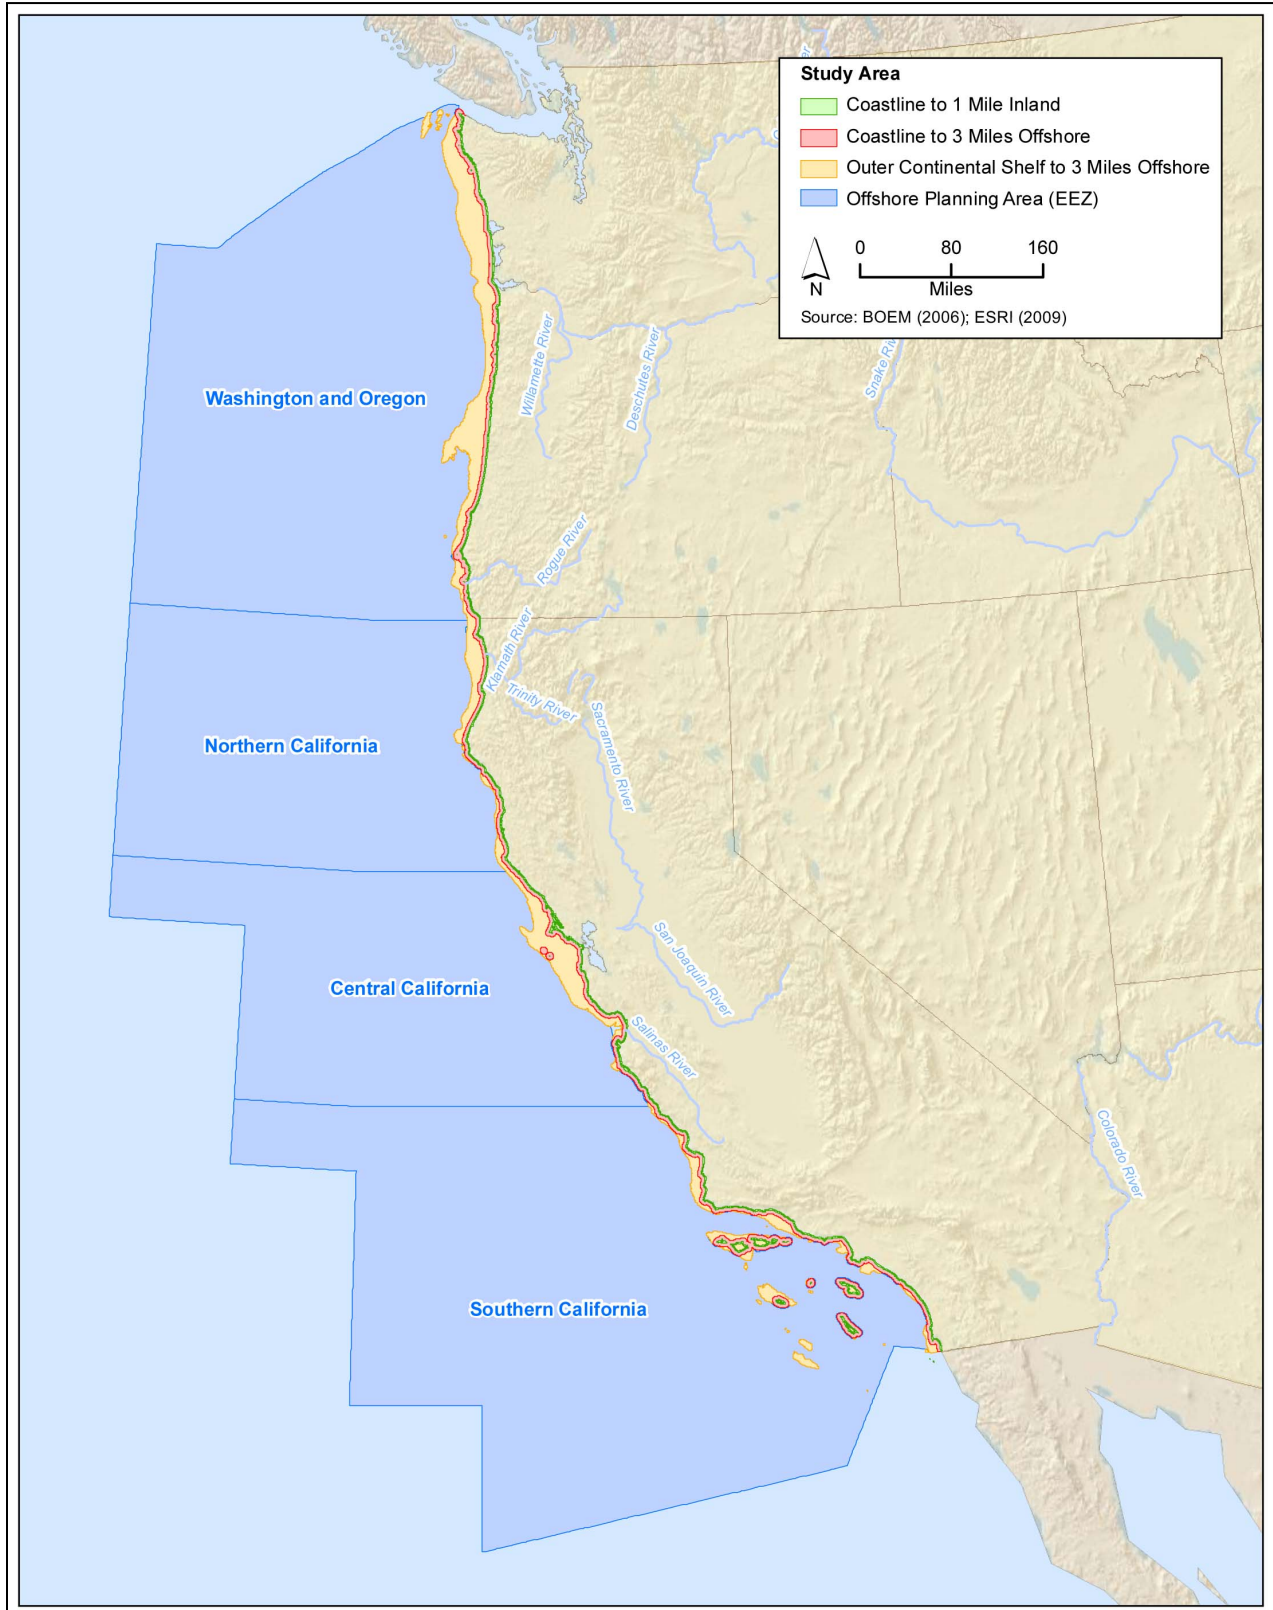 Study Area
Coastline to 1 Mile Inland
Coastline to 3 Miles Offshore
Outer Continental Shelf to 3 Miles Offshore
Offshore Planning Area (EEZ)
0 80 160
N
Miles
Source: BOEM (2006); ESRI (2009)
Willamette River
Deschutes River
Snake Riv
Washington and Oregon
Rogue River
Klamath River
Trinity River
Sacramento River
Northern California
San Joaquin River
Central California
Salinas River
Colorado River
Southern California